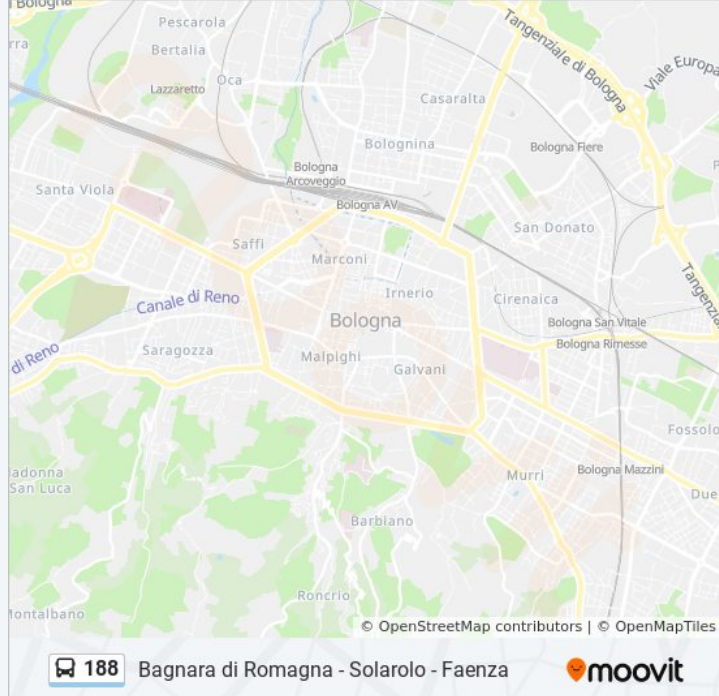 Bologna
Pescarola
Bertalia
Oca
Lazzaretto
Tangenziale di Bologna
Viale Europa
Casaralta
Bolognina
Bologna Fiere
Bologna
Arcoveggio
Santa Viola
Bologna AV
San Donato
Saffi
Marconi
Irnerio
Cirenaica
Canale di Reno
Bologna
Bologna San Vitale
Bologna Rimesse
di Reno
Saragozza
Malpighi
Galvani
Fossolo
Murri
Bologna Mazzini
San Luca
Due
Barbiano
Roncrio
© OpenStreetMap contributors | © OpenMapTiles
188 Bagnara di Romagna - Solarolo - Faenza moovit